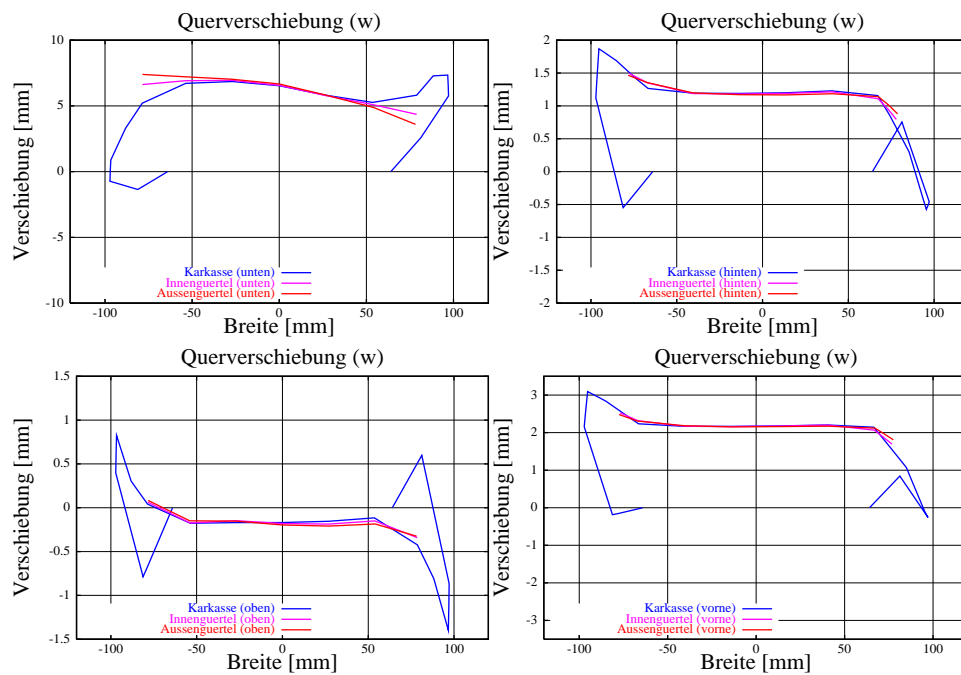 Querverschiebung (w)
10
5
0
-5
-10
Verschiebung [mm]
Karkasse (unten)
Innenguertel (unten)
Aussenguertel (unten)
-100 -50 0 50 100
Breite [mm]
Querverschiebung (w)
2
1.5
1
0.5
0
-0.5
-1
-1.5
-2
Verschiebung [mm]
Karkasse (hinten)
Innenguertel (hinten)
Aussenguertel (hinten)
-100 -50 0 50 100
Breite [mm]
Querverschiebung (w)
1.5
1
0.5
0
-0.5
-1
-1.5
Verschiebung [mm]
Karkasse (oben)
Innenguertel (oben)
Aussenguertel (oben)
-100 -50 0 50 100
Breite [mm]
Querverschiebung (w)
3
2
1
0
-1
-2
-3
Verschiebung [mm]
Karkasse (vorne)
Innenguertel (vorne)
Aussenguertel (vorne)
-100 -50 0 50 100
Breite [mm]